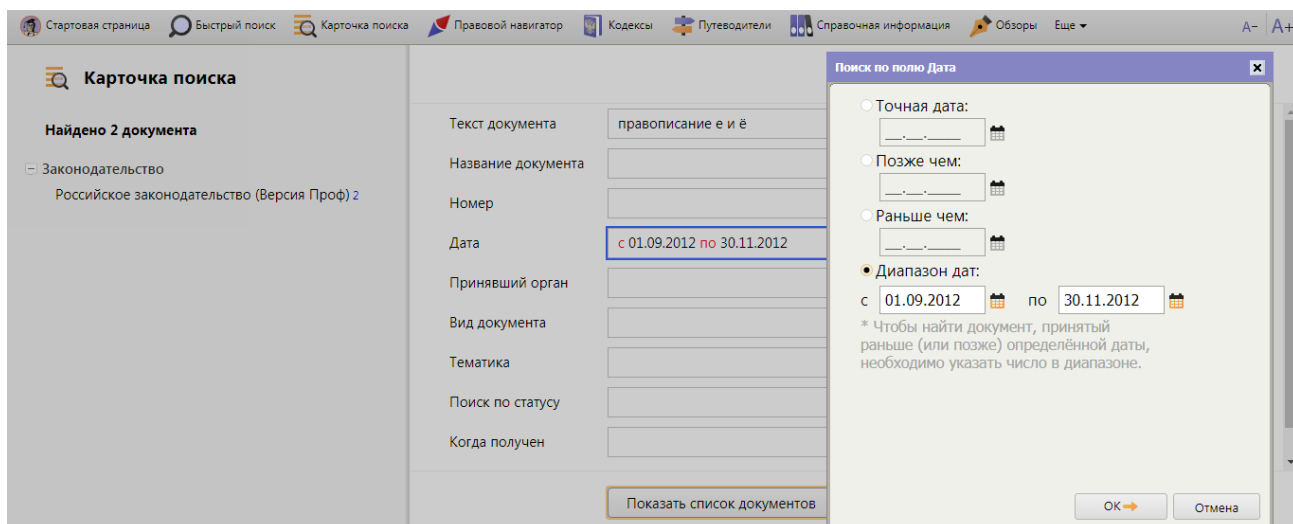 Стартовая страница Быстрый поиск Карточка поиска Правовой навигатор Кодексы Путеводители Справочная информация Обзоры Еще A- A+
Карточка поиска
Найдено 2 документа
Законодательство
Российское законодательство (Версия Проф) 2
Текст документа правописание е и ё
Название документа
Номер
Дата с 01.09.2012 по 30.11.2012
Принявший орган
Вид документа
Тематика
Поиск по статусу
Когда получен
Показать список документов
Поиск по полю Дата
Точная дата:
__.__.____
Позже чем:
__.__.____
Раньше чем:
__.__.____
Диапазон дат:
с 01.09.2012 по 30.11.2012
* Чтобы найти документ, принятый
раньше (или позже) определённой даты,
необходимо указать число в диапазоне.
ОК Отмена